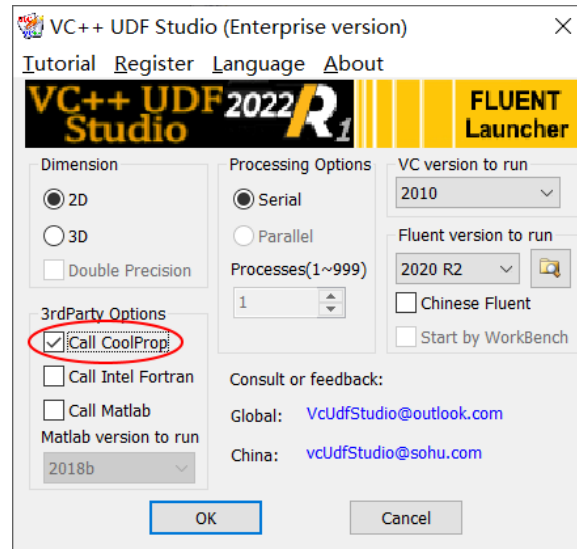 VC++ UDF Studio (Enterprise version)
Tutorial Register Language About
VC++ UDF Studio 2022 R1
FLUENT Launcher
Dimension
2D
3D
Double Precision
3rdParty Options
Call CoolProp
Call Intel Fortran
Call Matlab
Matlab version to run
2018b
Processing Options
Serial
Parallel
Processes(1~999)
1
VC version to run
2010
Fluent version to run
2020 R2
Chinese Fluent
Start by WorkBench
Consult or feedback:
Global: VcUdfStudio@outlook.com
China: vcUdfStudio@sohu.com
OK
Cancel